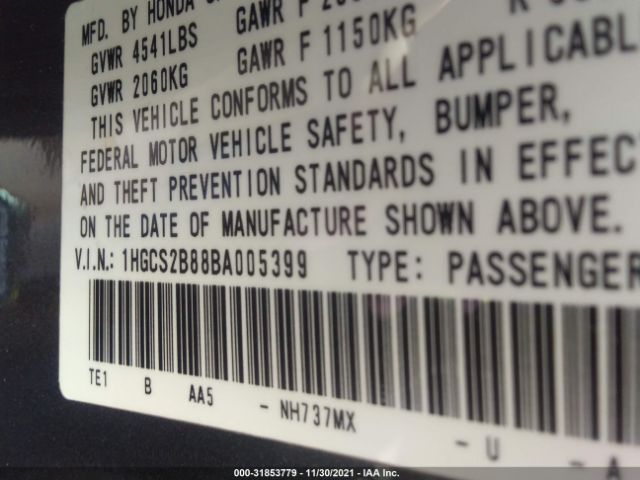 MFD. BY HONDA
GVWR 4541LBS GAWR F
GVWR 2060KG GAWR F 1150KG
THIS VEHICLE CONFORMS TO ALL APPLICABL
FEDERAL MOTOR VEHICLE SAFETY, BUMPER,
AND THEFT PREVENTION STANDARDS IN EFFEC
ON THE DATE OF MANUFACTURE SHOWN ABOVE.
V.I.N.: 1HGCS2B88BA005399 TYPE: PASSENGER
TE1 B AA5 - NH737MX - U - A
000-31853779 - 11/30/2021 - IAA Inc.